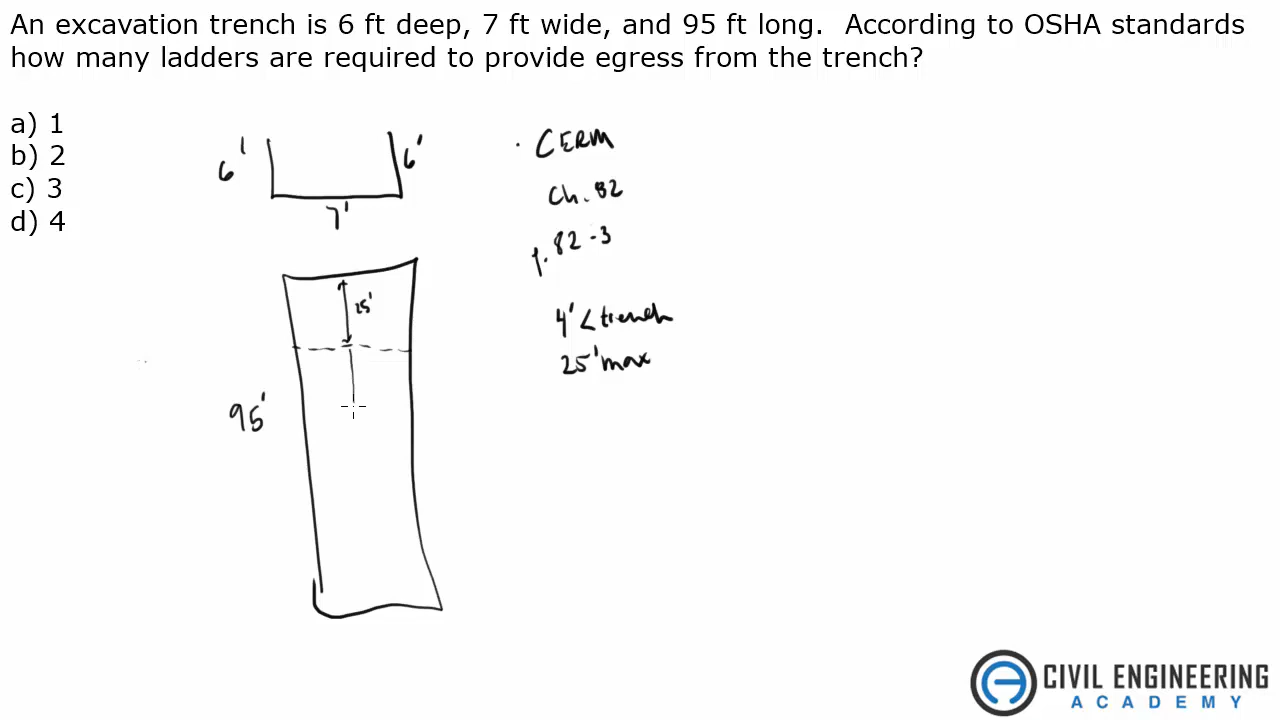 An excavation trench is 6 ft deep, 7 ft wide, and 95 ft long. According to OSHA standards
how many ladders are required to provide egress from the trench?
a) 1
b) 2
c) 3
d) 4
6'
6'
7'
25'
95'
· CERM
Ch. 82
p. 82-3
4' < trench
25' max
CIVIL ENGINEERING
ACADEMY